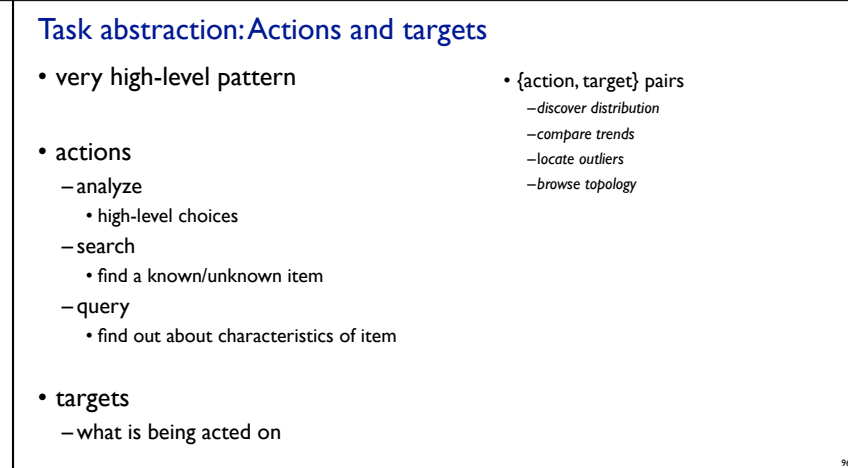 Task abstraction: Actions and targets
• very high-level pattern
• actions
– analyze
• high-level choices
– search
• find a known/unknown item
– query
• find out about characteristics of item
• targets
– what is being acted on
• {action, target} pairs
–discover distribution
–compare trends
–locate outliers
–browse topology